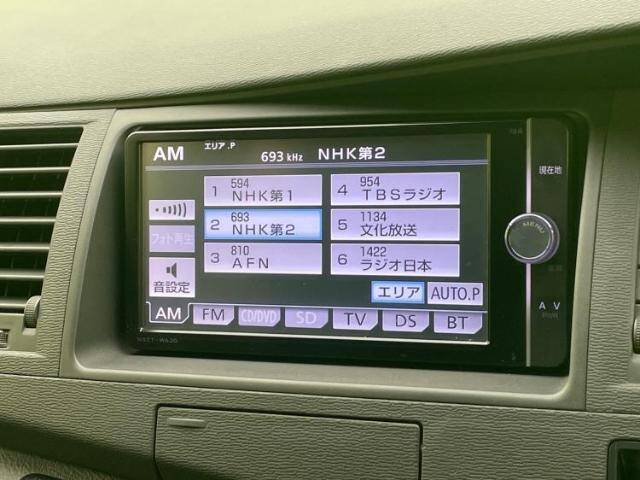 AM エリア.P 693 kHz NHK第2
1 594 NHK第1
4 954 TBSラジオ
2 693 NHK第2
5 1134 文化放送
3 810 AFN
6 1422 ラジオ日本
フォト再生
音設定
エリア AUTO.P
AM FM CD/DVD SD TV DS BT
現在地
MENU
A V